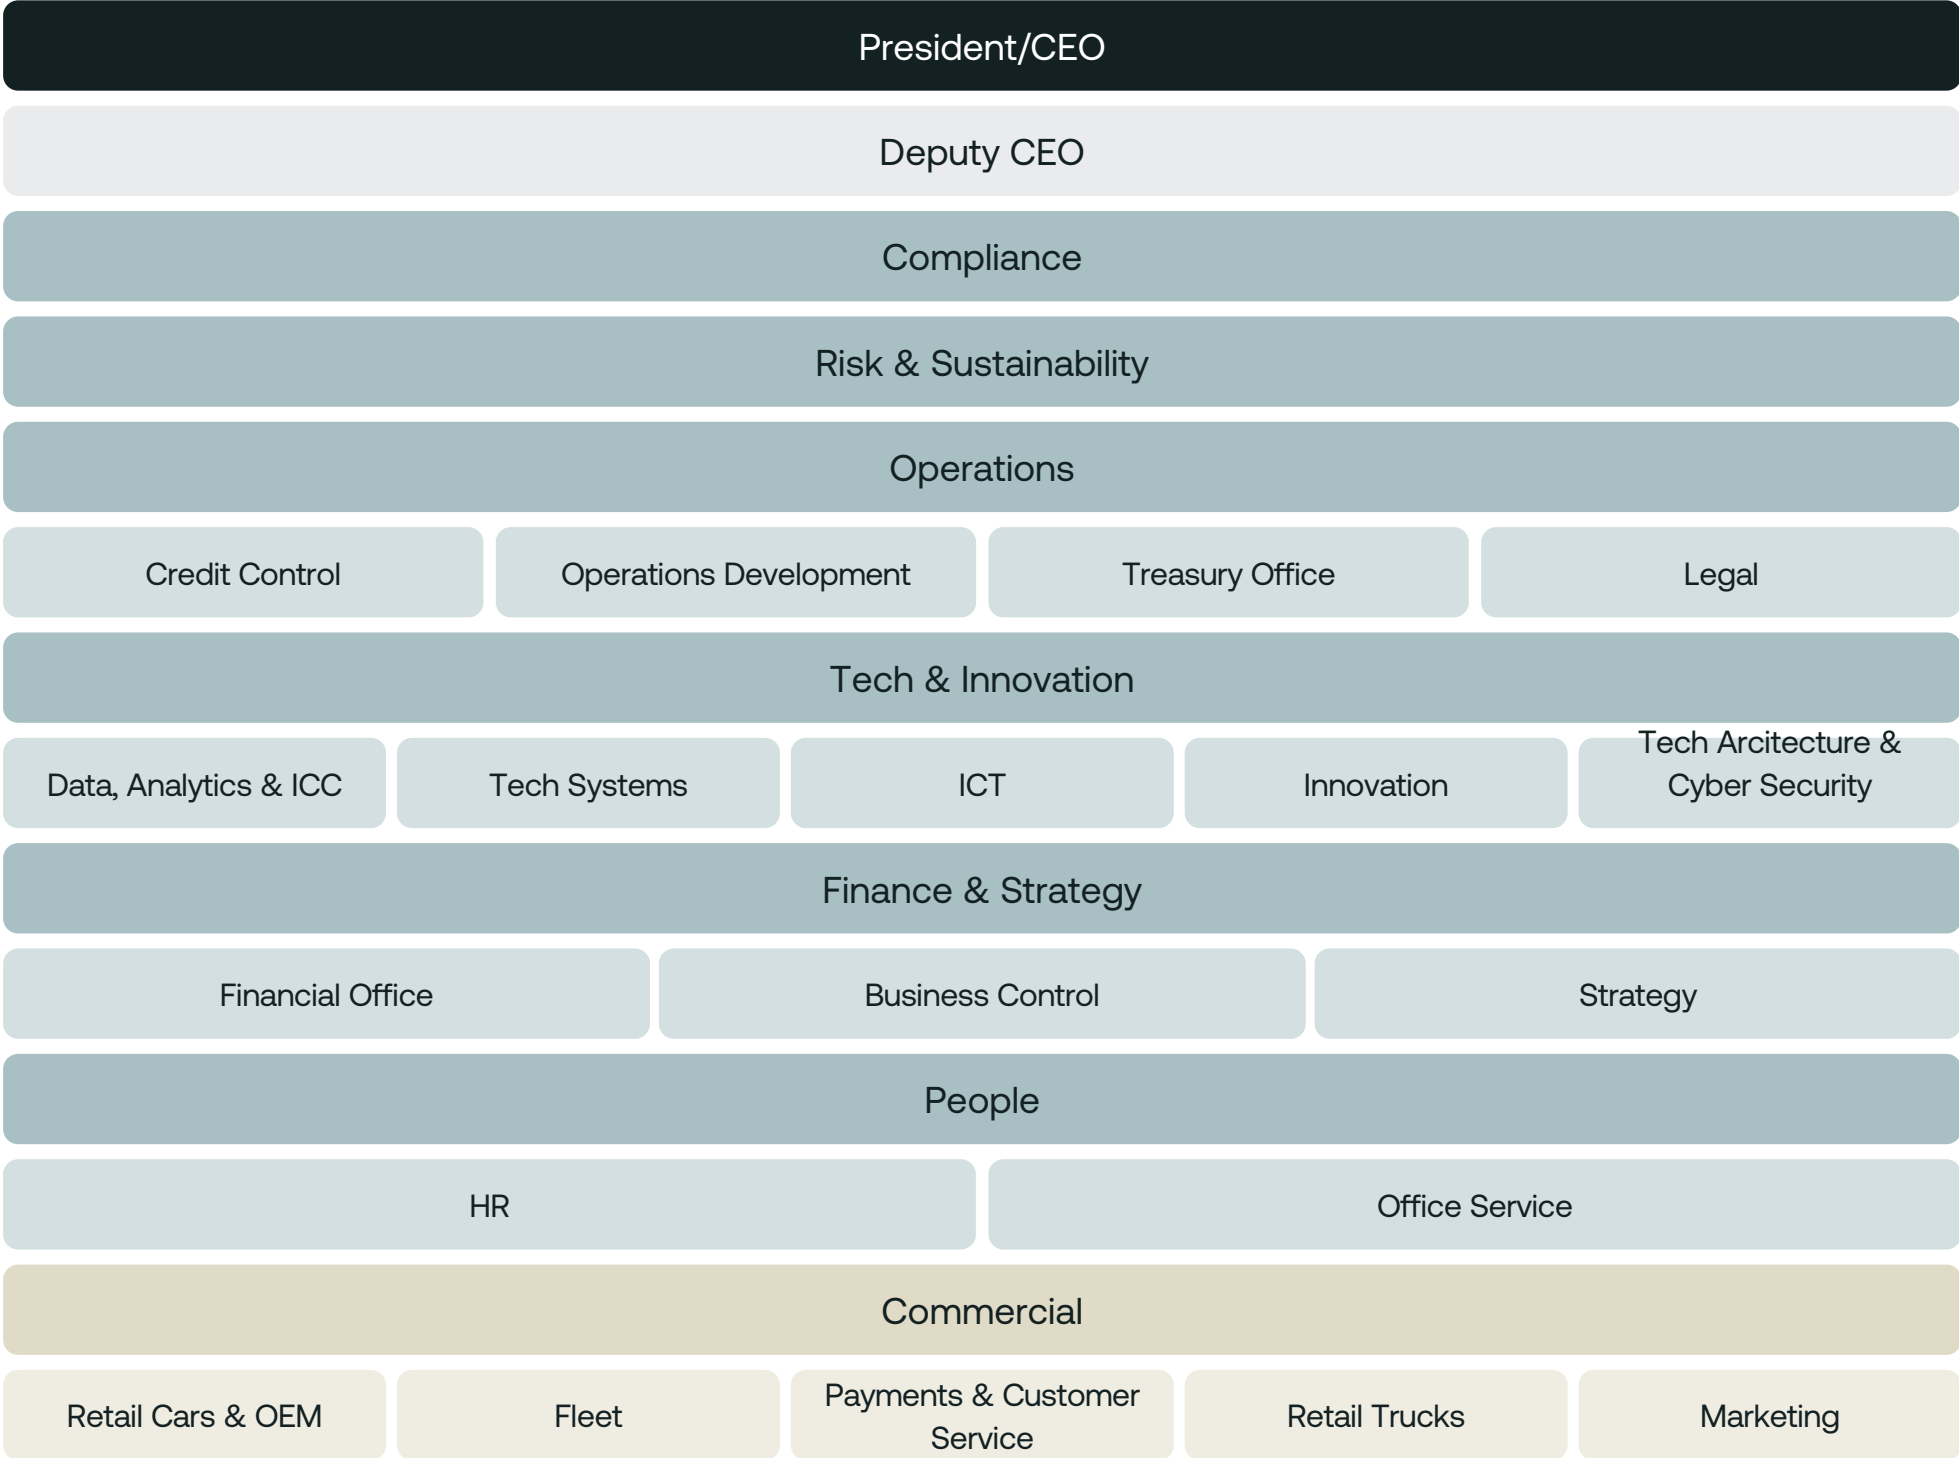 President/CEO
Deputy CEO
Compliance
Risk & Sustainability
Operations
Credit Control
Operations Development
Treasury Office
Legal
Tech & Innovation
Data, Analytics & ICC
Tech Systems
ICT
Innovation
Tech Arcitecture &
Cyber Security
Finance & Strategy
Financial Office
Business Control
Strategy
People
HR
Office Service
Commercial
Retail Cars & OEM
Fleet
Payments & Customer
Service
Retail Trucks
Marketing